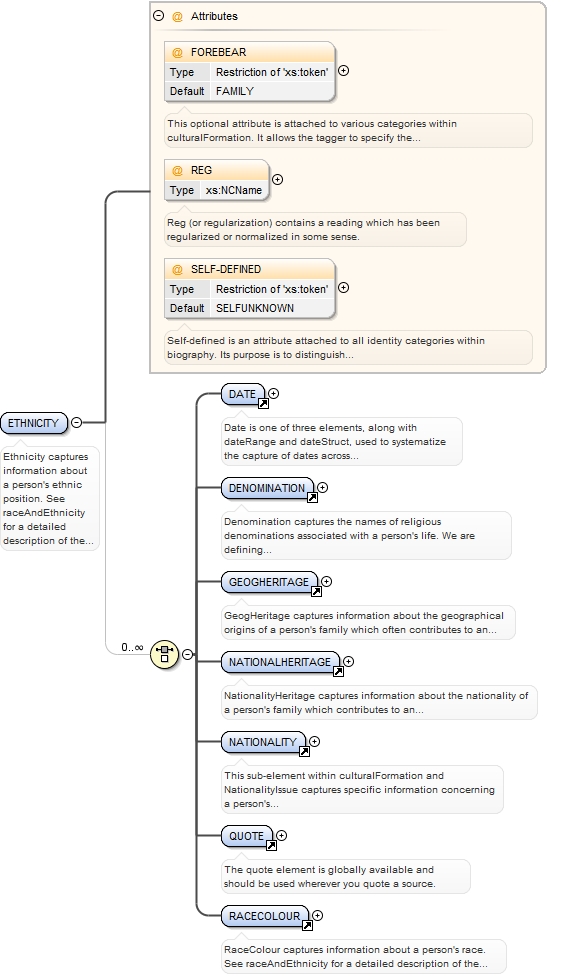 Attributes
@ FOREBEAR
Type Restriction of 'xs:token'
Default FAMILY
This optional attribute is attached to various categories within
culturalFormation. It allows the tagger to specify the...
@ REG
Type xs:NCName
Reg (or regularization) contains a reading which has been
regularized or normalized in some sense.
@ SELF-DEFINED
Type Restriction of 'xs:token'
Default SELFUNKNOWN
Self-defined is an attribute attached to all identity categories within
biography. Its purpose is to distinguish...
ETHNICITY
Ethnicity captures
information about
a person's ethnic
position. See
raceAndEthnicity
for a detailed
description of the...
0..∞
DATE
Date is one of three elements, along with
dateRange and dateStruct, used to systematize
the capture of dates across...
DENOMINATION
Denomination captures the names of religious
denominations associated with a person's life. We are
defining...
GEOGHERITAGE
GeogHeritage captures information about the geographical
origins of a person's family which often contributes to an...
NATIONALHERITAGE
NationalityHeritage captures information about the nationality of
a person's family which contributes to an...
NATIONALITY
This sub-element within culturalFormation and
NationalityIssue captures specific information concerning
a person's...
QUOTE
The quote element is globally available and
should be used wherever you quote a source.
RACECOLOUR
RaceColour captures information about a person's race.
See raceAndEthnicity for a detailed description of the...